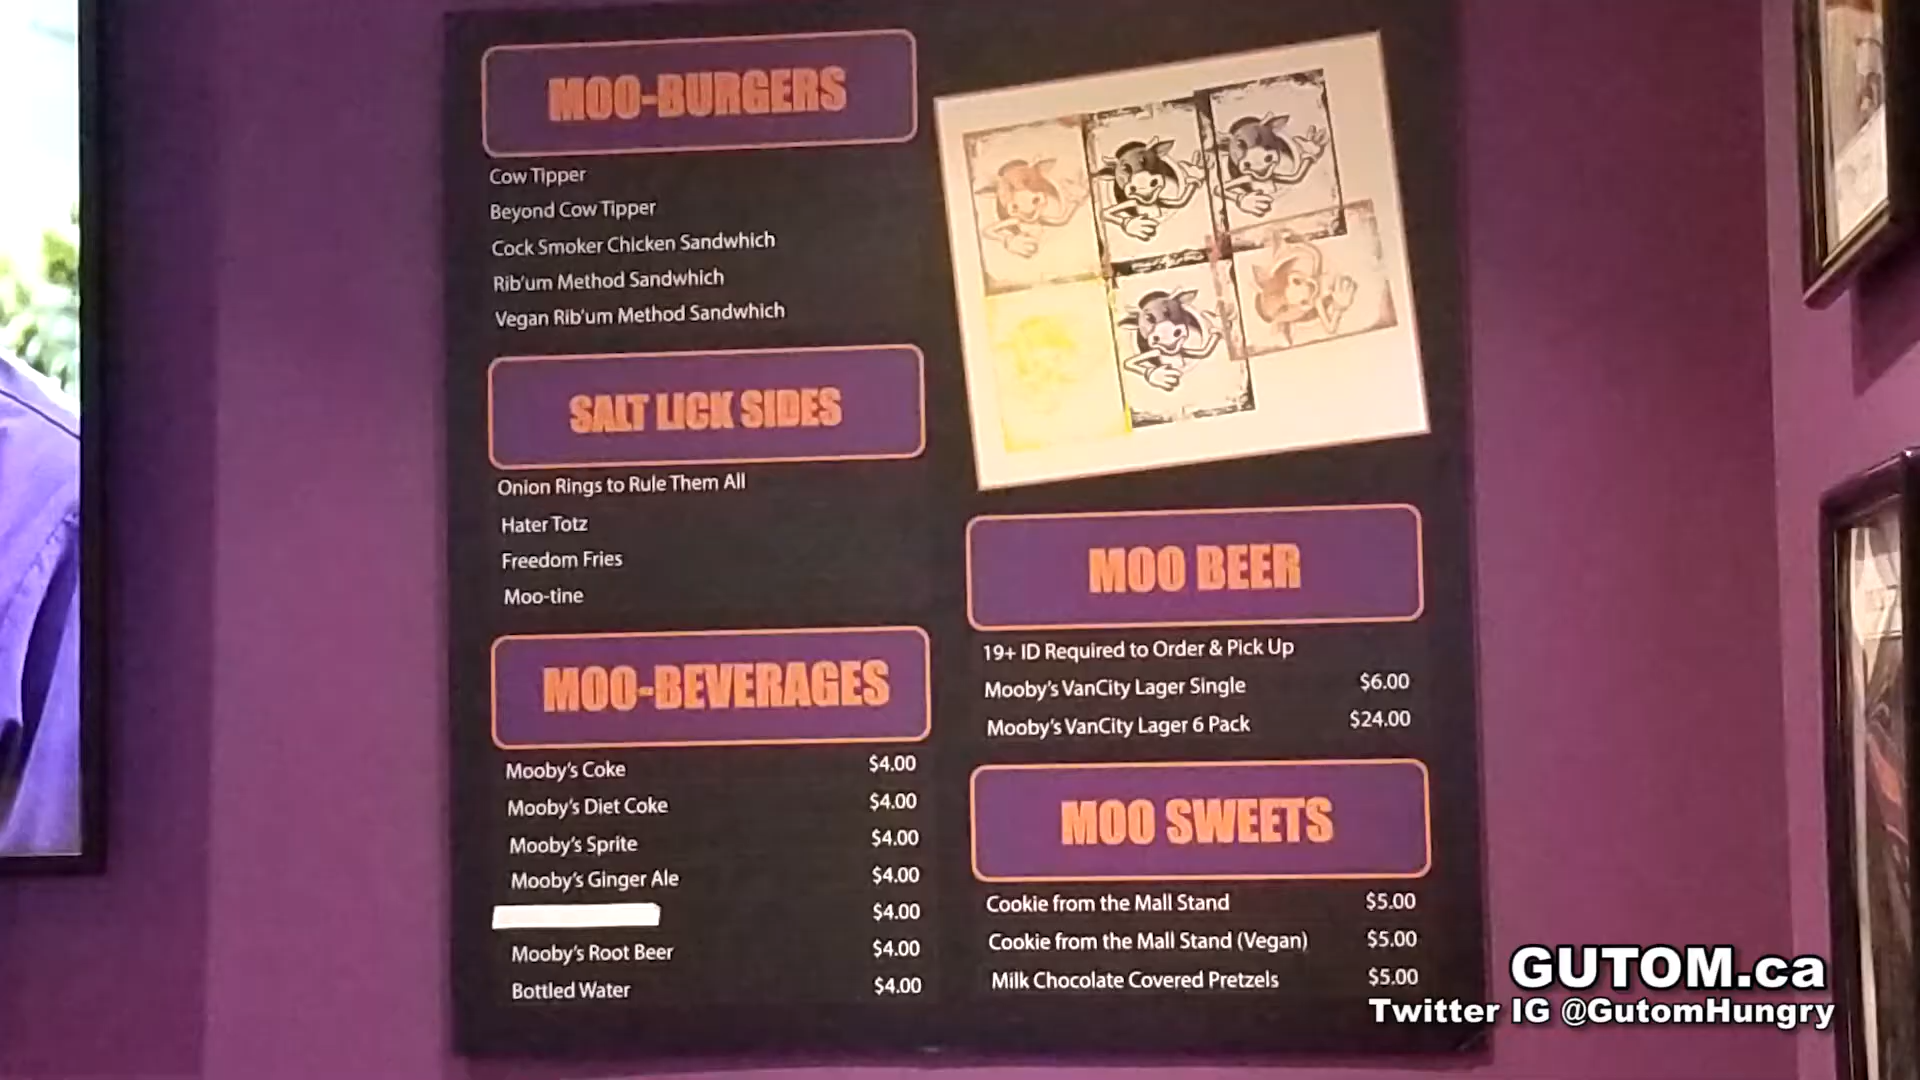 MOO-BURGERS
Cow Tipper
Beyond Cow Tipper
Cock Smoker Chicken Sandwhich
Rib'um Method Sandwhich
Vegan Rib'um Method Sandwhich
SALT LICK SIDES
Onion Rings to Rule Them All
Hater Totz
Freedom Fries
Moo-tine
MOO-BEVERAGES
Mooby's Coke $4.00
Mooby's Diet Coke $4.00
Mooby's Sprite $4.00
Mooby's Ginger Ale $4.00
$4.00
Mooby's Root Beer $4.00
Bottled Water $4.00
MOO BEER
19+ ID Required to Order & Pick Up
Mooby's VanCity Lager Single $6.00
Mooby's VanCity Lager 6 Pack $24.00
MOO SWEETS
Cookie from the Mall Stand $5.00
Cookie from the Mall Stand (Vegan) $5.00
Milk Chocolate Covered Pretzels $5.00
GUTOM.ca
Twitter IG @GutomHungry